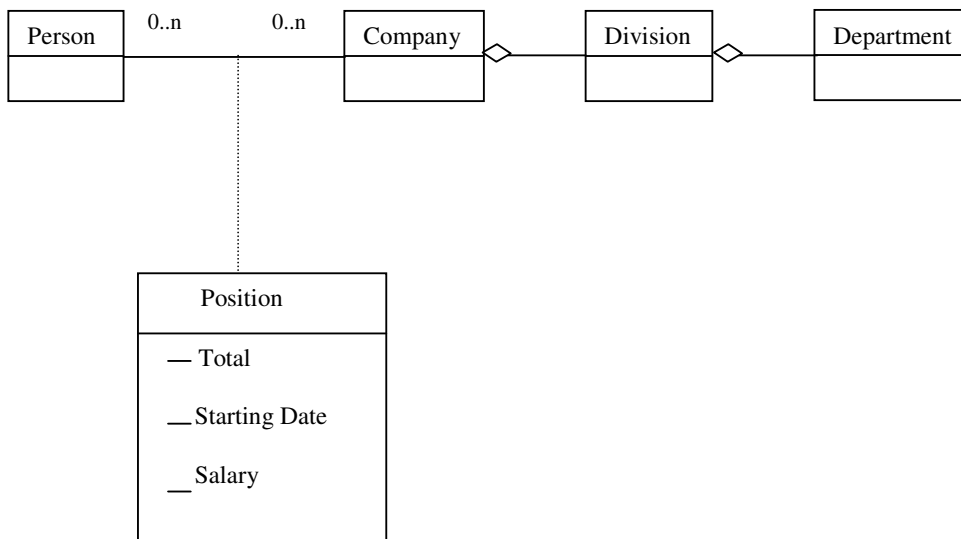 Person 0..n 0..n Company Division Department
Position
Total
Starting Date
Salary